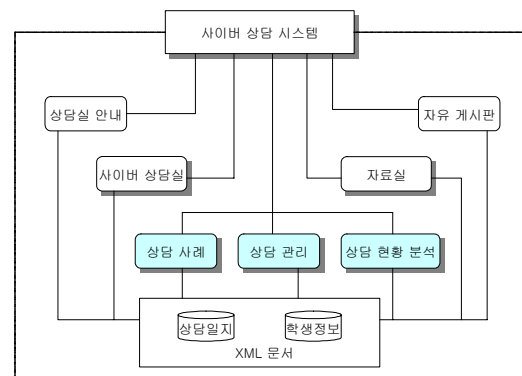 사이버 상담 시스템
상담실 안내
자유 게시판
사이버 상담실
자료실
상담 사례
상담 관리
상담 현황 분석
상담일지
학생정보
XML 문서